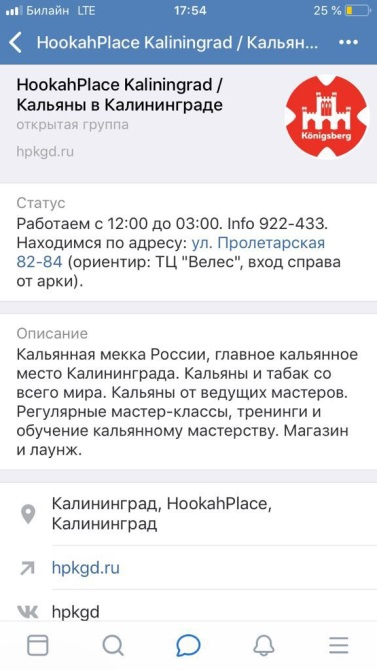 Билайн LTE 17:54 25 %
HookahPlace Kaliningrad / Кальян...
HookahPlace Kaliningrad /
Кальяны в Калининграде
открытая группа
hpkgd.ru
Königsberg
Статус
Работаем с 12:00 до 03:00. Info 922-433.
Находимся по адресу: ул. Пролетарская
82-84 (ориентир: ТЦ "Велес", вход справа
от арки).
Описание
Кальянная мекка России, главное кальянное
место Калининграда. Кальяны и табак со
всего мира. Кальяны от ведущих мастеров.
Регулярные мастер-классы, тренинги и
обучение кальянному мастерству. Магазин
и лаунж.
Калининград, HookahPlace,
Калининград
hpkgd.ru
hpkgd